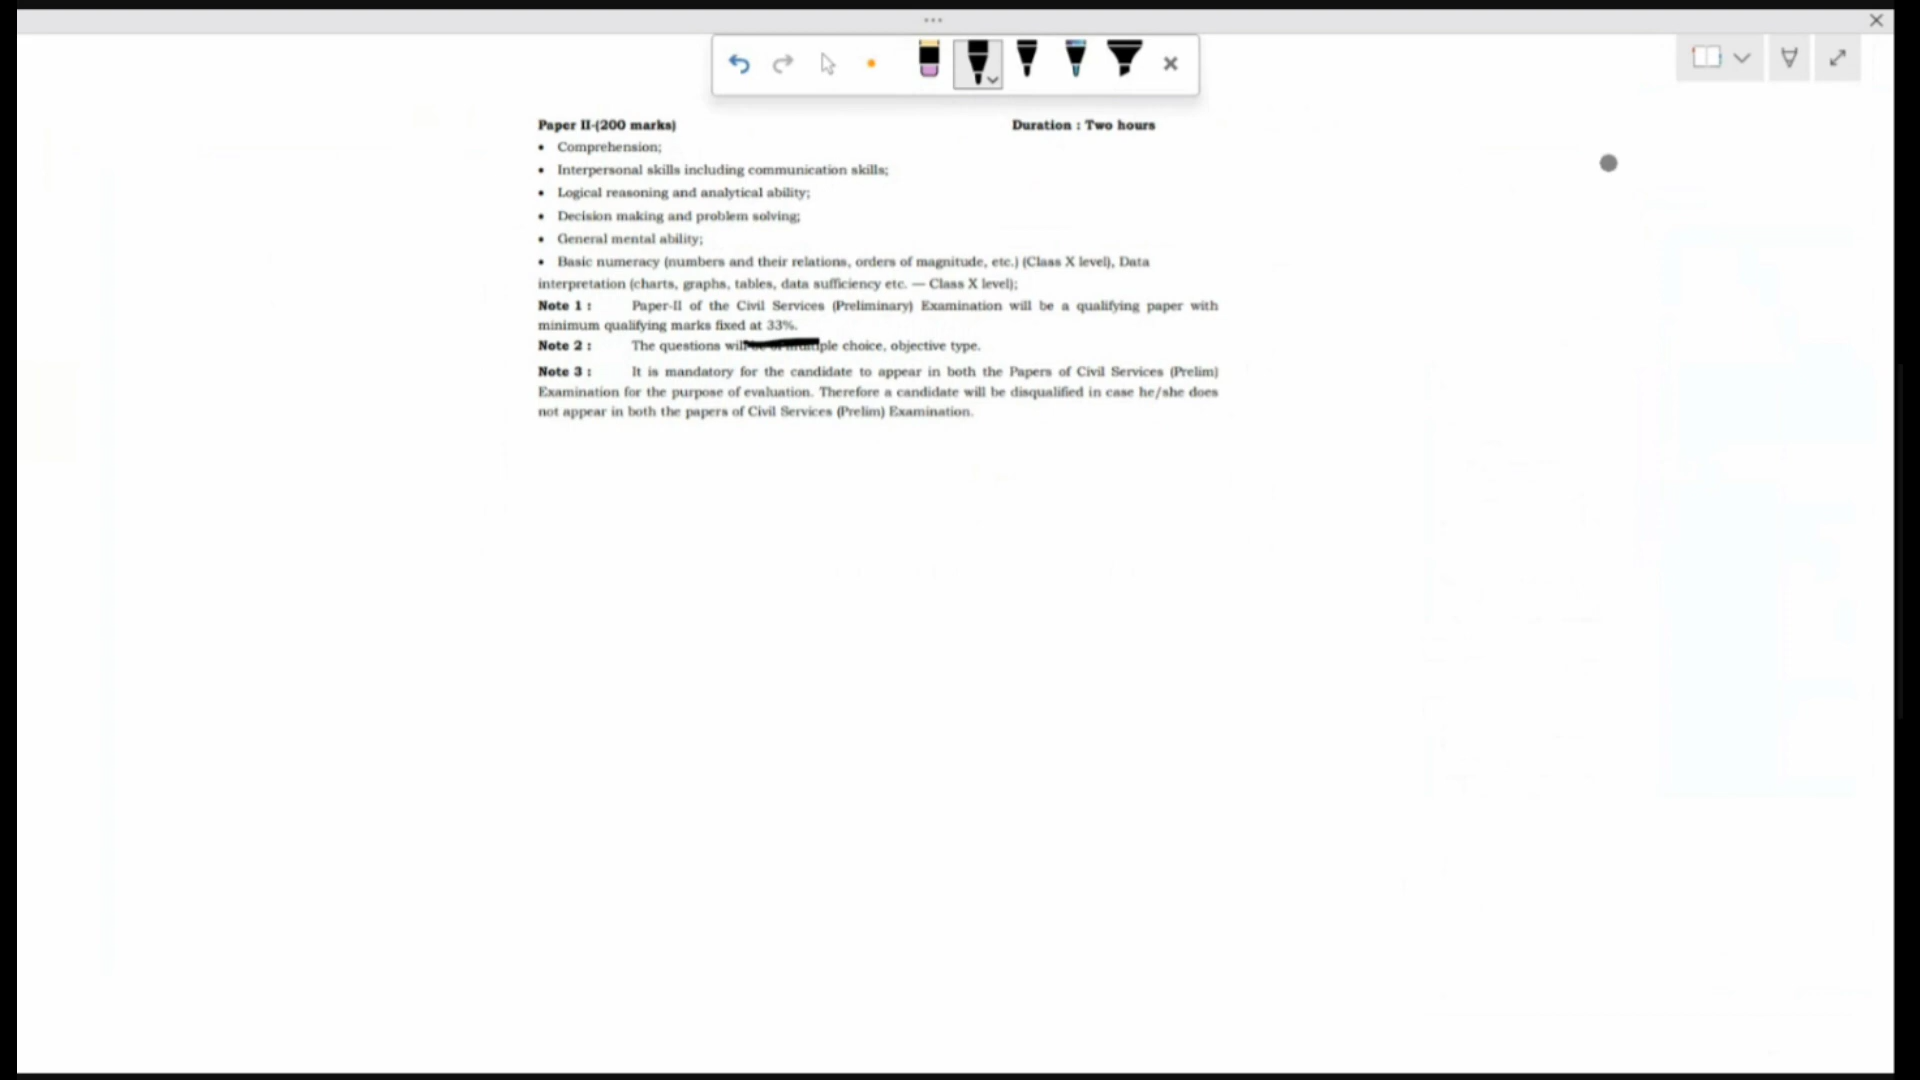 Paper II-(200 marks) Duration : Two hours
• Comprehension;
• Interpersonal skills including communication skills;
• Logical reasoning and analytical ability;
• Decision making and problem solving;
• General mental ability;
• Basic numeracy (numbers and their relations, orders of magnitude, etc.) (Class X level), Data
interpretation (charts, graphs, tables, data sufficiency etc. — Class X level);
Note 1 : Paper-II of the Civil Services (Preliminary) Examination will be a qualifying paper with
minimum qualifying marks fixed at 33%.
Note 2 : The questions will be of multiple choice, objective type.
Note 3 : It is mandatory for the candidate to appear in both the Papers of Civil Services (Prelim)
Examination for the purpose of evaluation. Therefore a candidate will be disqualified in case he/she does
not appear in both the papers of Civil Services (Prelim) Examination.